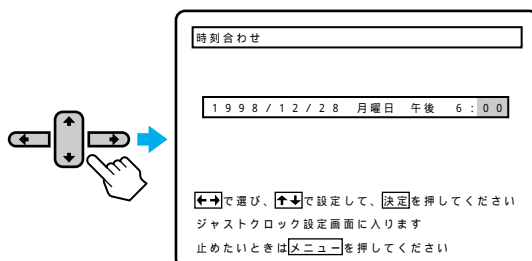 時刻合わせ
1998/12/28 月曜日 午後 6:00
←→で選び、↑↓で設定して、決定を押してください
ジャストクロック設定画面に入ります
止めたいときはメニューを押してください